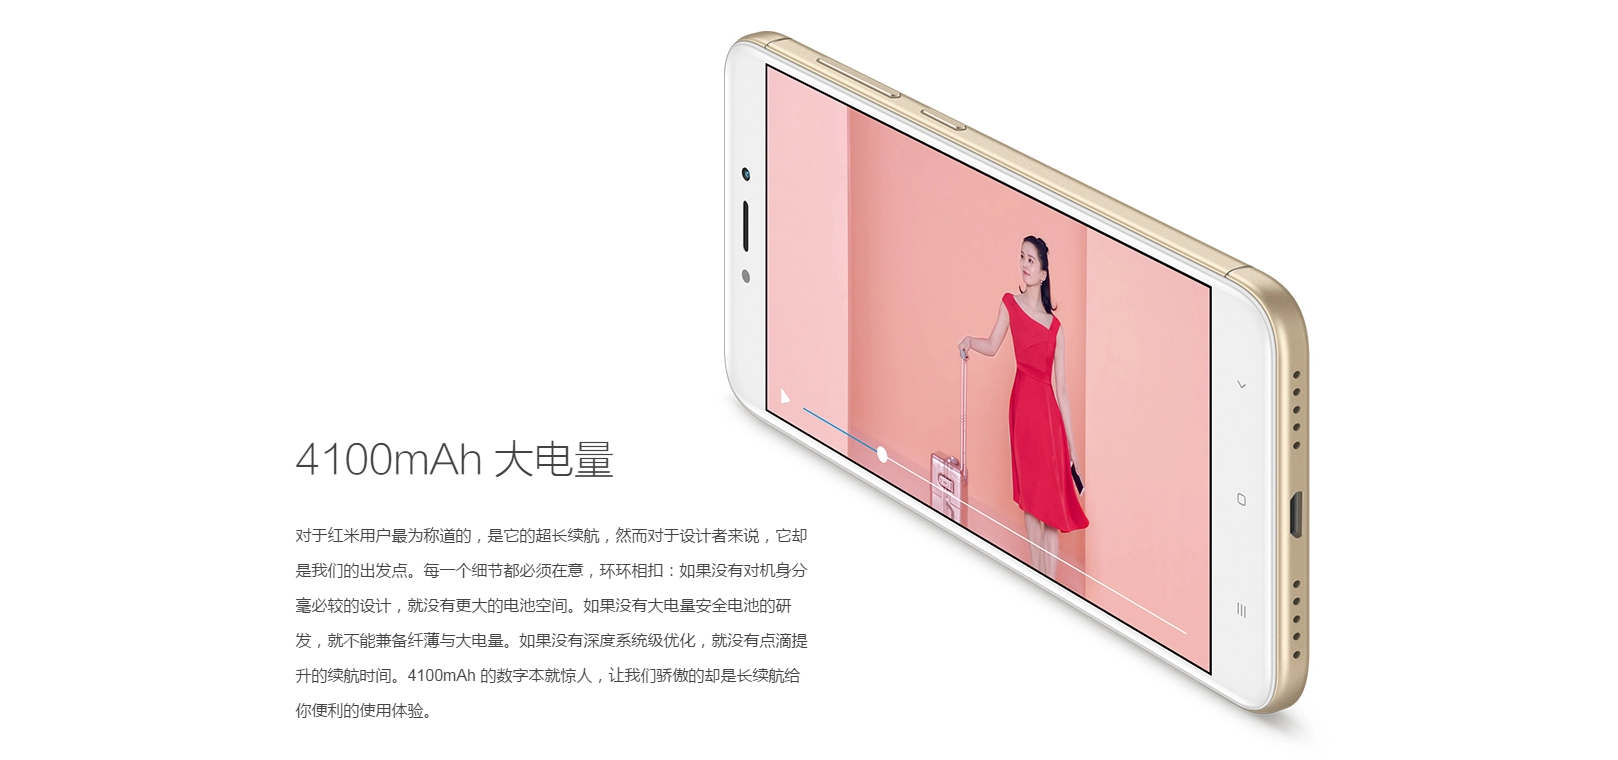 4100mAh 大电量
对于红米用户最为称道的，是它的超长续航，然而对于设计者来说，它却
是我们的出发点。每一个细节都必须在意，环环相扣：如果没有对机身分
毫必较的设计，就没有更大的电池空间。如果没有大电量安全电池的研
发，就不能兼备纤薄与大电量。如果没有深度系统级优化，就没有点滴提
升的续航时间。4100mAh 的数字本就惊人，让我们骄傲的却是长续航给
你便利的使用体验。